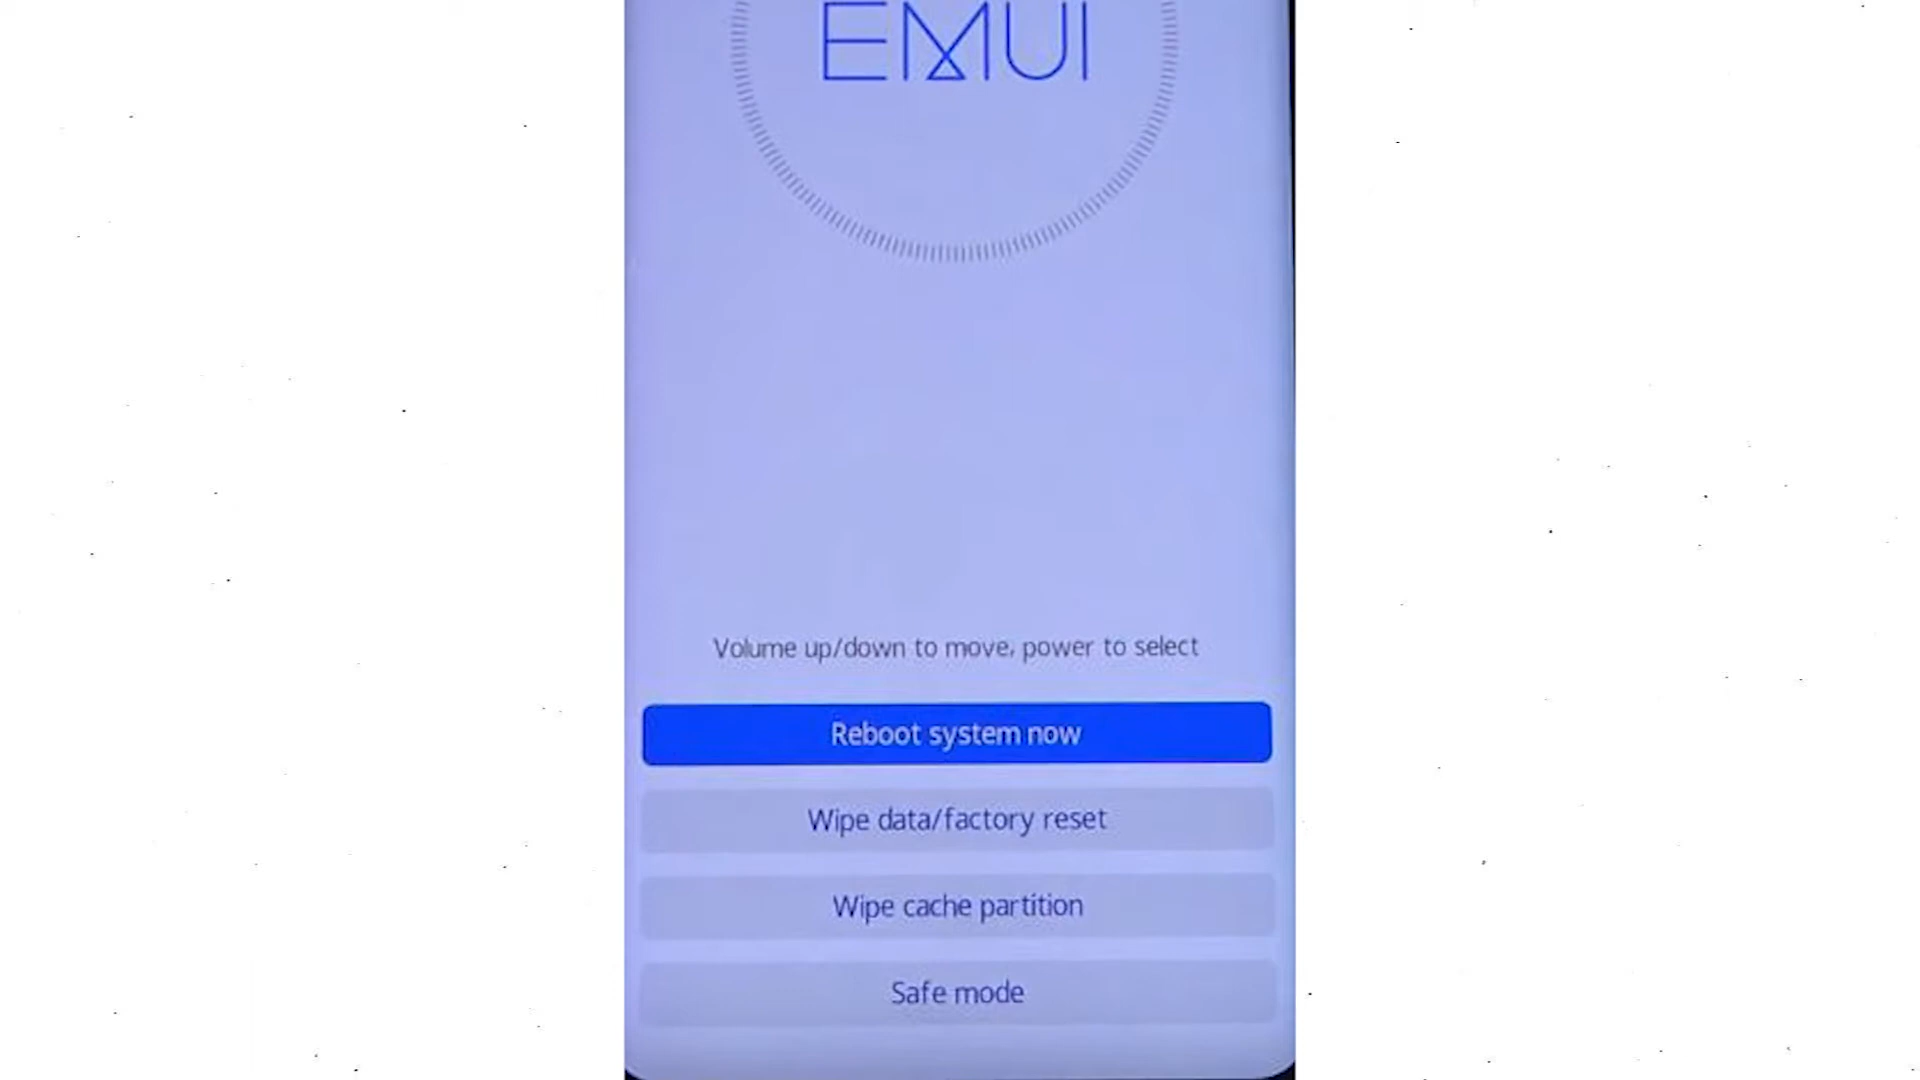 EMUI
Volume up/down to move, power to select
Reboot system now
Wipe data/factory reset
Wipe cache partition
Safe mode